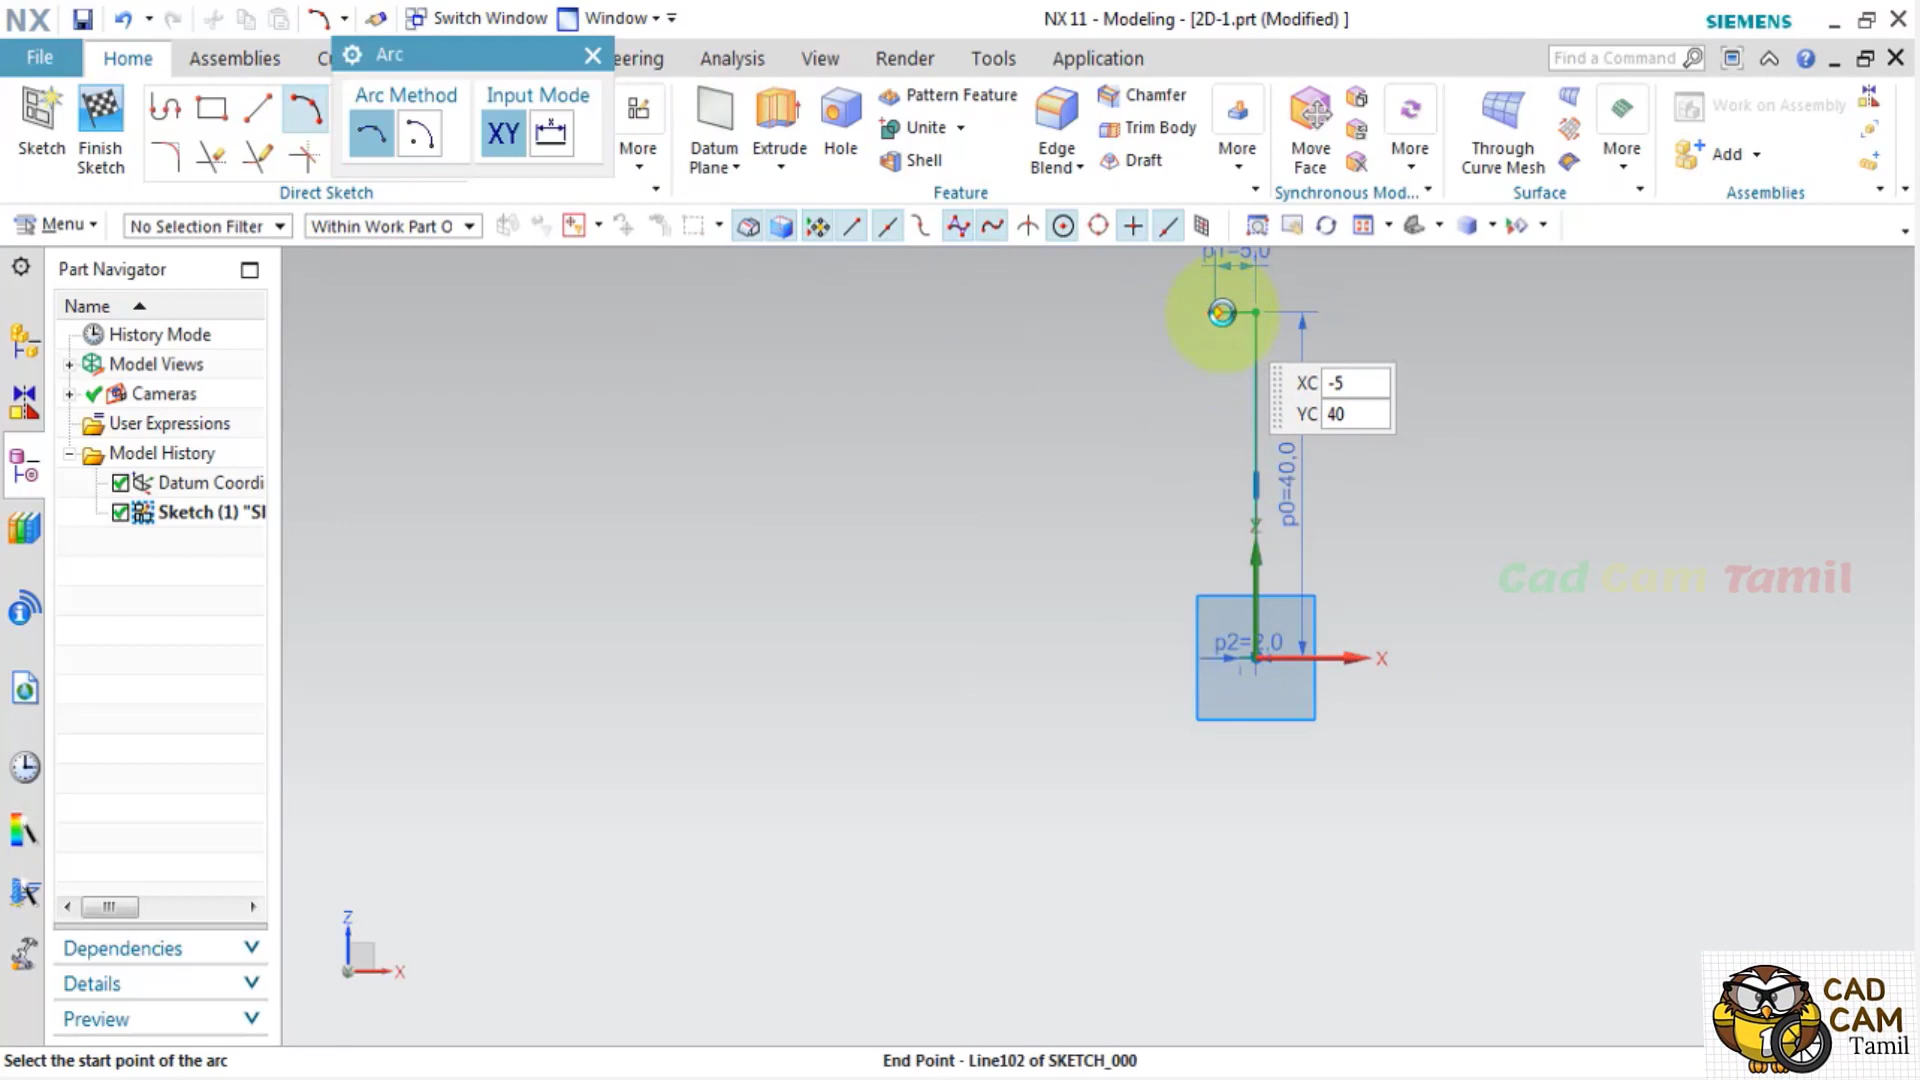 NX
Switch Window
Window
NX 11 - Modeling - [2D-1.prt (Modified) ]
SIEMENS
File
Home
Assemblies
Arc
eering
Analysis
View
Render
Tools
Application
Find a Command
Arc Method
Input Mode
XY
Sketch
Finish
Sketch
Direct Sketch
More
Datum
Plane
Extrude
Hole
Pattern Feature
Unite
Shell
Edge
Blend
Chamfer
Trim Body
Draft
More
Feature
Move
Face
More
Synchronous Mod...
Through
Curve Mesh
More
Surface
Work on Assembly
Add
Assemblies
Menu
No Selection Filter
Within Work Part O
Part Navigator
Name
History Mode
Model Views
Cameras
User Expressions
Model History
Datum Coordi
Sketch (1) "SI
Dependencies
Details
Preview
p1=5,0
XC -5
YC 40
p0=40,0
p2=2,0
X
Z
X
Cad Cam Tamil
CAD
CAM
Tamil
Select the start point of the arc
End Point - Line102 of SKETCH_000